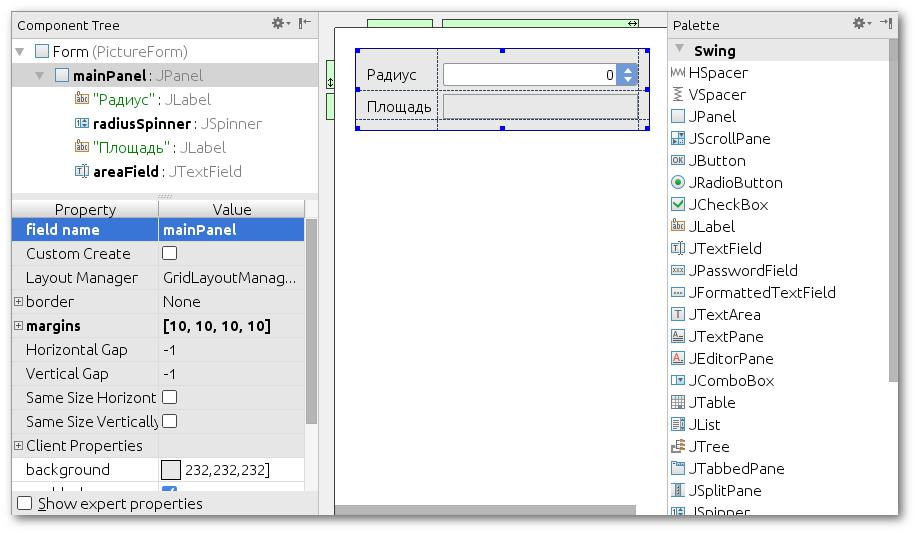 Component Tree
Form (PictureForm)
mainPanel : JPanel
"Радиус" : JLabel
radiusSpinner : JSpinner
"Площадь" : JLabel
areaField : JTextField
Property Value
field name mainPanel
Custom Create
Layout Manager GridLayoutManag...
border None
margins [10, 10, 10, 10]
Horizontal Gap -1
Vertical Gap -1
Same Size Horizont
Same Size Vertically
Client Properties
background 232,232,232]
Show expert properties
Радиус 0
Площадь
Palette
Swing
HSpacer
VSpacer
JPanel
JScrollPane
JButton
JRadioButton
JCheckBox
JLabel
JTextField
JPasswordField
JFormattedTextField
JTextArea
JTextPane
JEditorPane
JComboBox
JTable
JList
JTree
JTabbedPane
JSplitPane
JSpinner